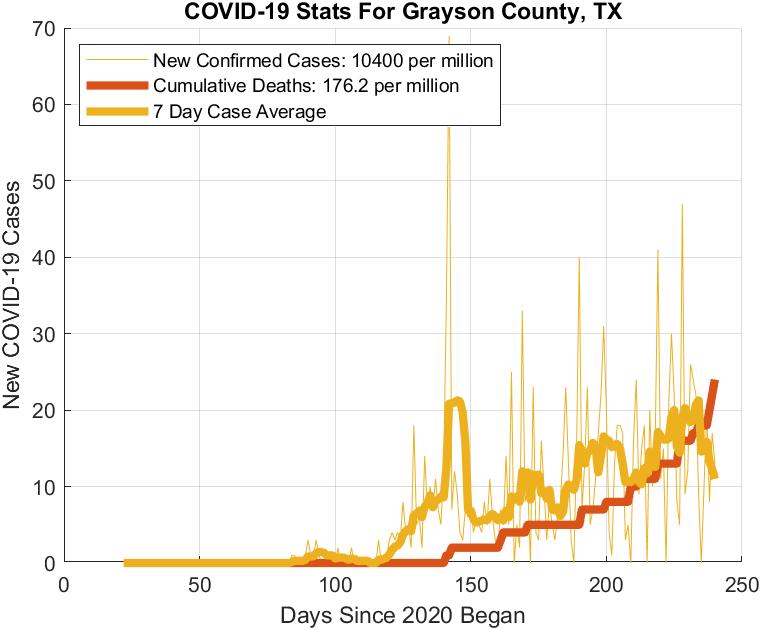 COVID-19 Stats For Grayson County, TX
70
60
50
40
30
20
10
0
New Confirmed Cases: 10400 per million
Cumulative Deaths: 176.2 per million
7 Day Case Average
New COVID-19 Cases
0
50
100
150
200
250
Days Since 2020 Began